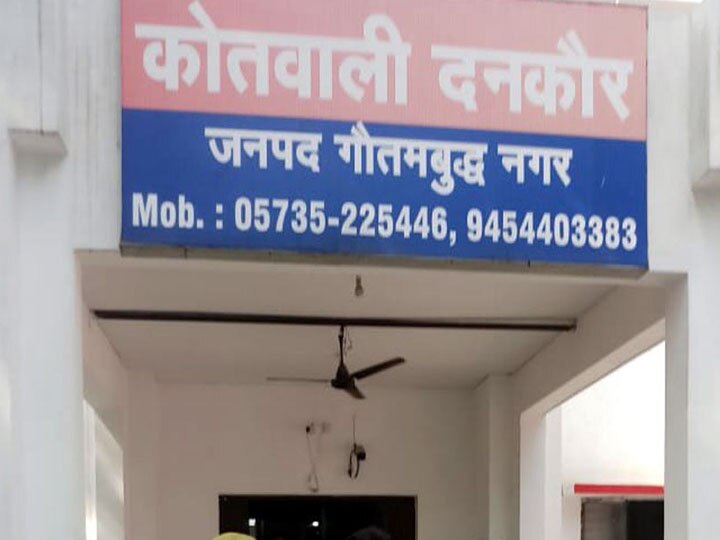 कोतवाली दनकौर
जनपद गौतमबुद्ध नगर
Mob. : 05735-225446, 9454403383